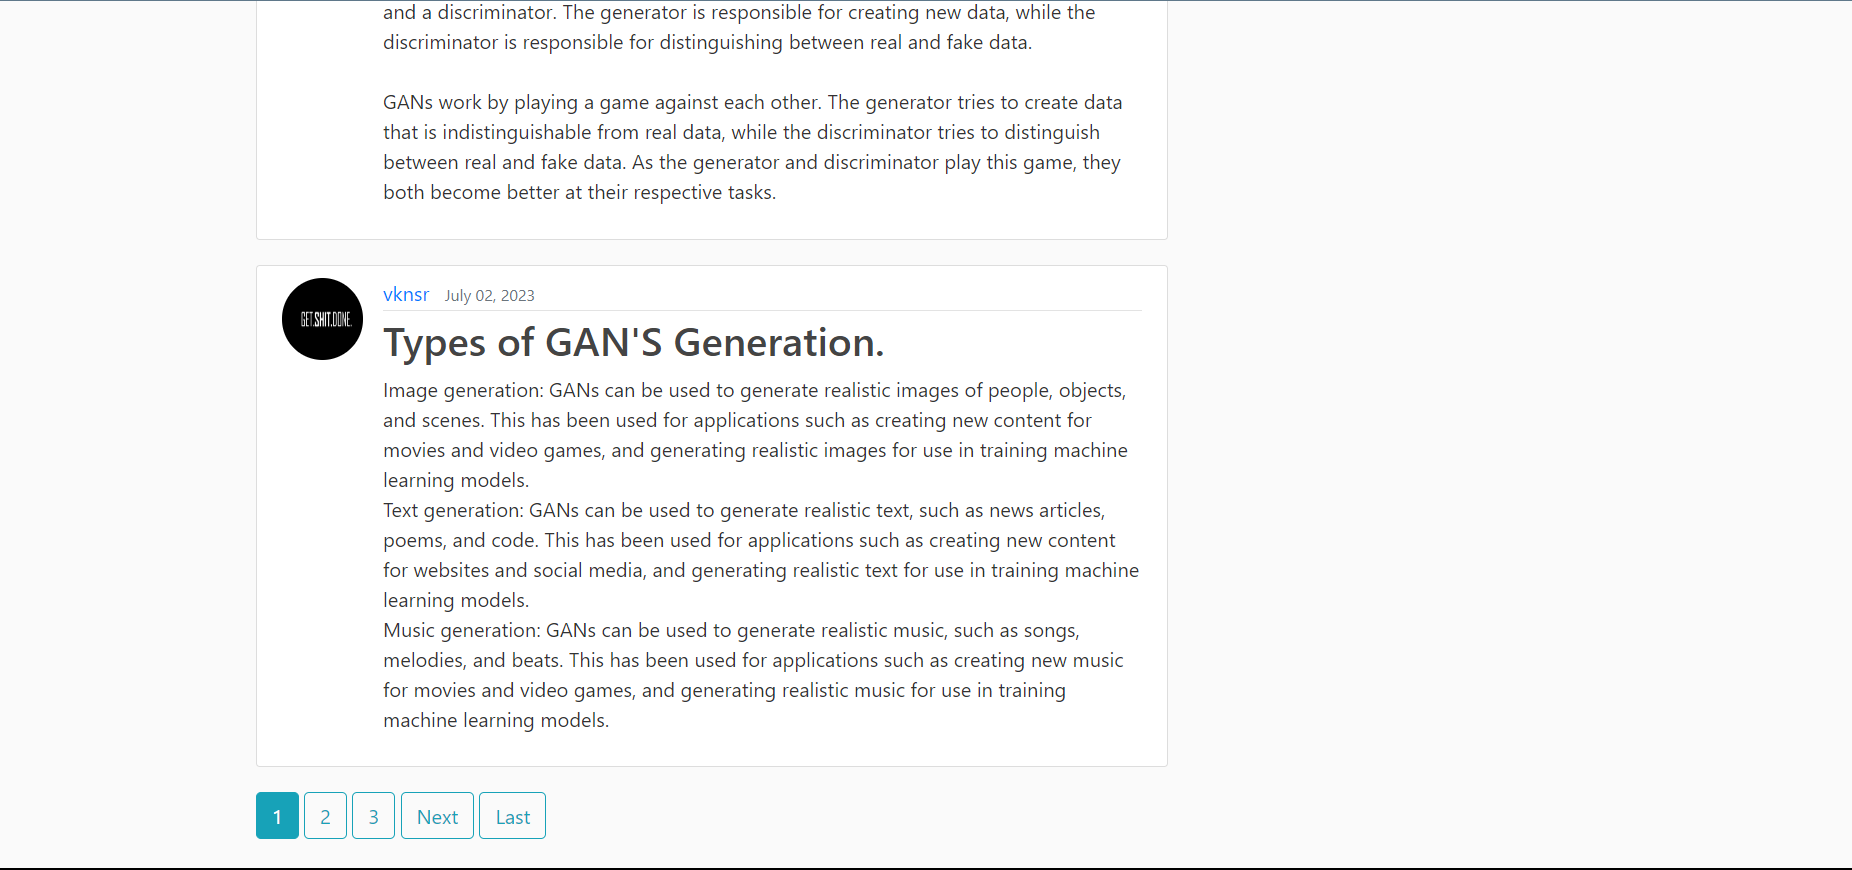 and a discriminator. The generator is responsible for creating new data, while the
discriminator is responsible for distinguishing between real and fake data.
GANs work by playing a game against each other. The generator tries to create data
that is indistinguishable from real data, while the discriminator tries to distinguish
between real and fake data. As the generator and discriminator play this game, they
both become better at their respective tasks.
GET.SHIT.DONE.
vknsr July 02, 2023
Types of GAN'S Generation.
Image generation: GANs can be used to generate realistic images of people, objects,
and scenes. This has been used for applications such as creating new content for
movies and video games, and generating realistic images for use in training machine
learning models.
Text generation: GANs can be used to generate realistic text, such as news articles,
poems, and code. This has been used for applications such as creating new content
for websites and social media, and generating realistic text for use in training machine
learning models.
Music generation: GANs can be used to generate realistic music, such as songs,
melodies, and beats. This has been used for applications such as creating new music
for movies and video games, and generating realistic music for use in training
machine learning models.
1 2 3 Next Last